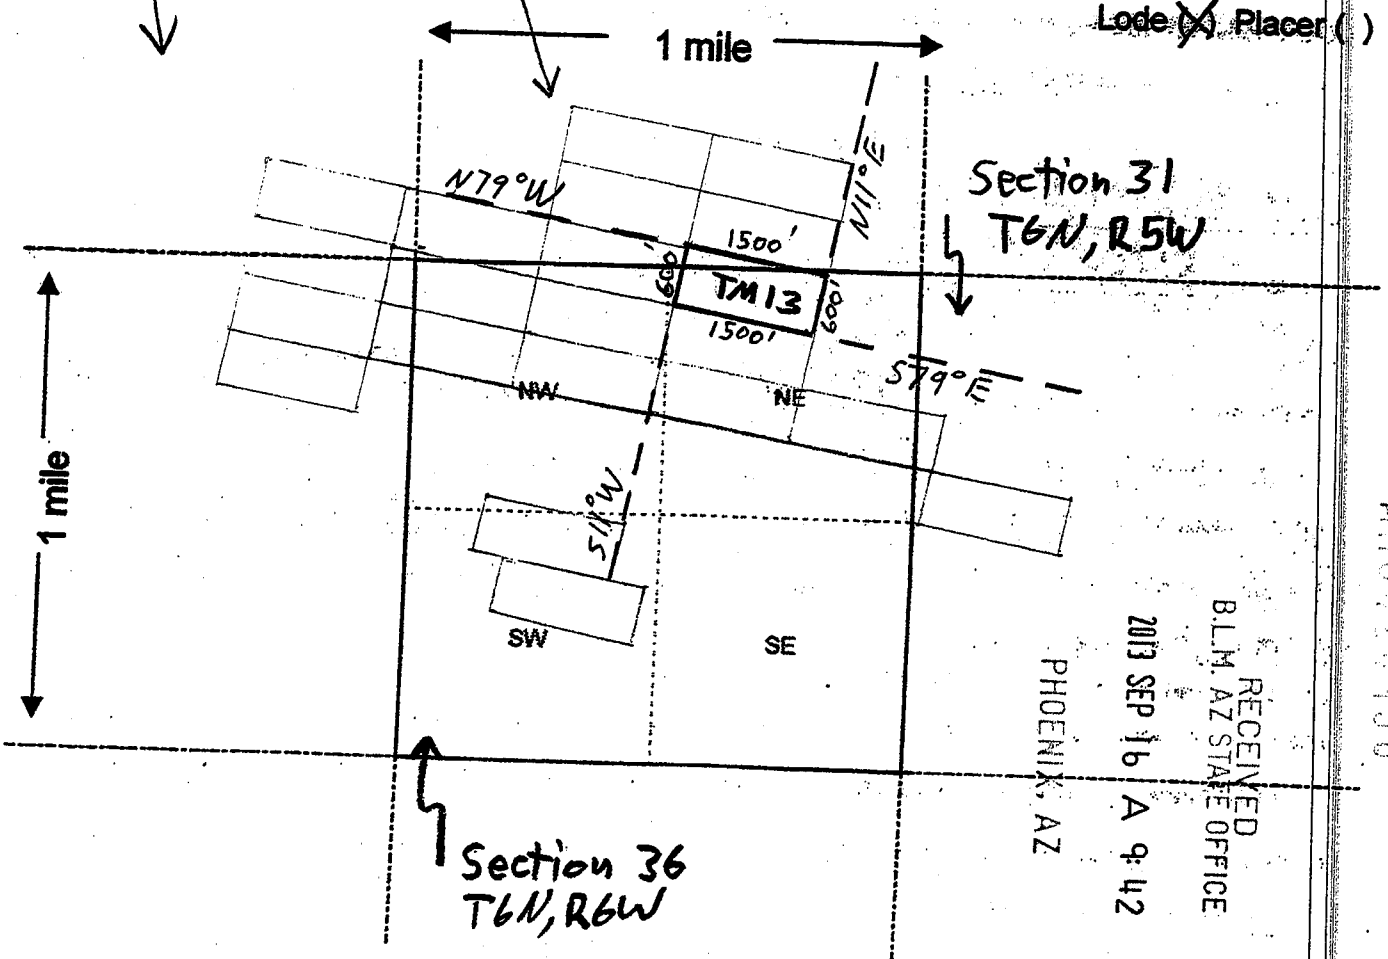 Lode (X) Placer ( )
1 mile
N79°W
N11°E
Section 31
T6N, R5W
1500'
600'
TM13
600'
1500'
S79°E
NW
NE
1 mile
S11°W
SW
SE
Section 36
T6N, R6W
RECEIVED
B.L.M. AZ STATE OFFICE
2013 SEP 16 A 9:42
PHOENIX, AZ